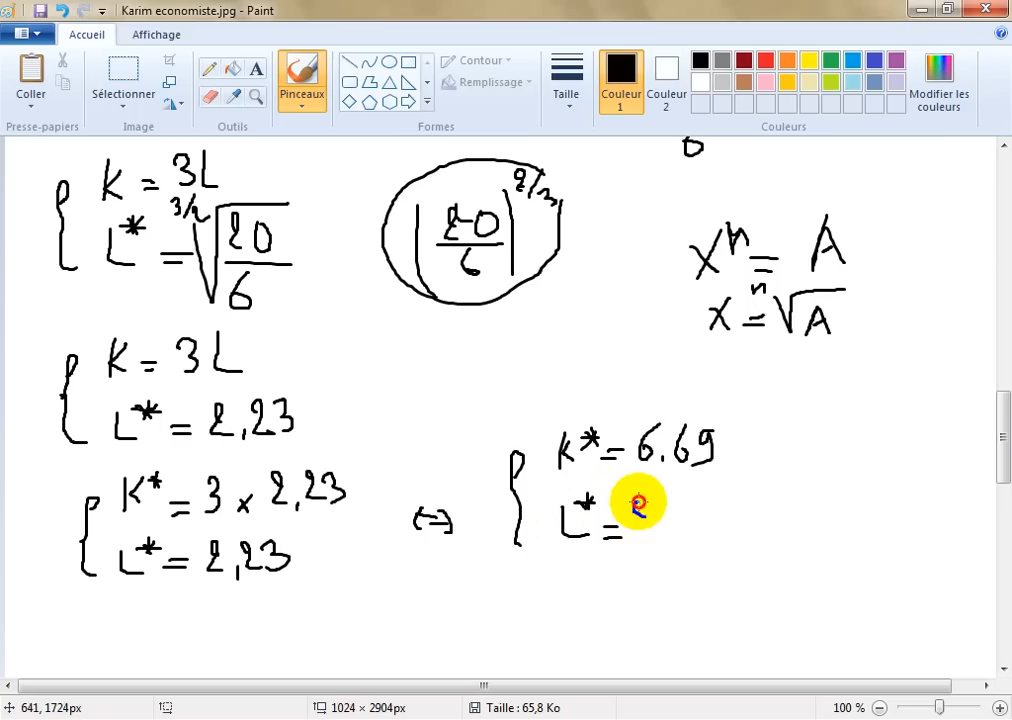 Karim economiste.jpg - Paint
Accueil Affichage
Coller
Sélectionner
Pinceaux
Contour
Remplissage
Taille
Couleur 1
Couleur 2
Modifier les couleurs
Presse-papiers Image Outils Formes Couleurs
K = 3L
L* = 3/2√(20/6)
(20/6)^2/3
0
x^n = A
x = n√A
K = 3L
L* = 2,23
K* = 3 × 2,23
L* = 2,23
⟺
K* = 6.69
L* =
641, 1724px
1024 × 2904px
Taille : 65,8 Ko
100 %